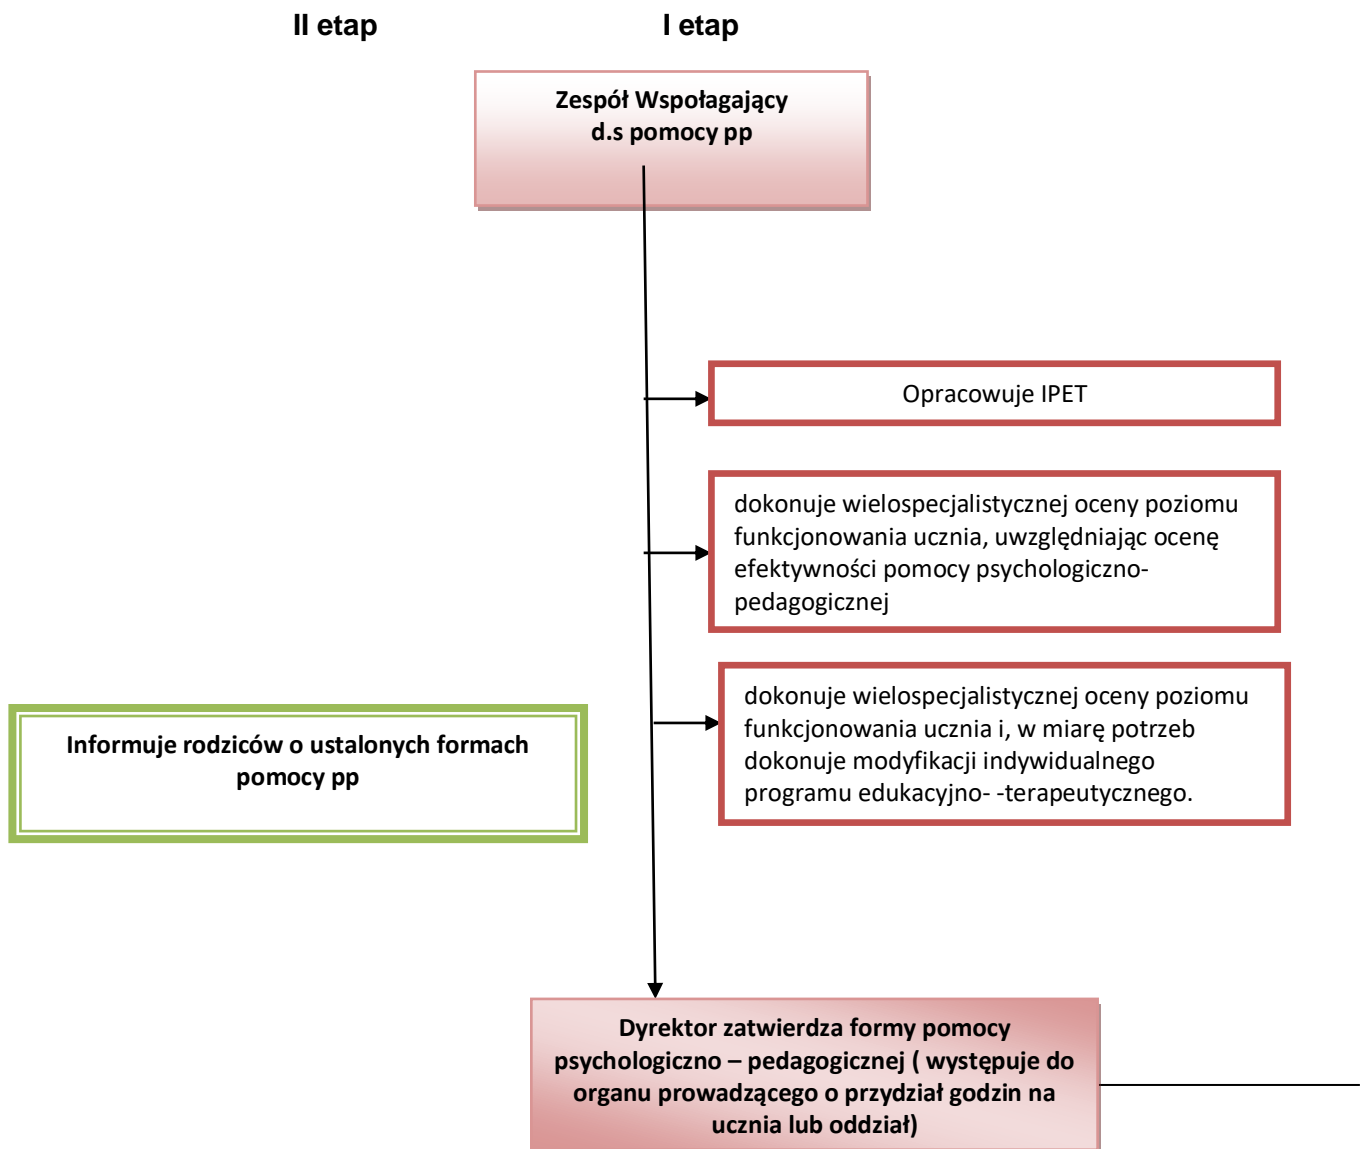 II etap
I etap
Zespół Wspołagający
d.s pomocy pp
Opracowuje IPET
dokonuje wielospecjalistycznej oceny poziomu
funkcjonowania ucznia, uwzględniając ocenę
efektywności pomocy psychologiczno-
pedagogicznej
dokonuje wielospecjalistycznej oceny poziomu
funkcjonowania ucznia i, w miarę potrzeb
dokonuje modyfikacji indywidualnego
programu edukacyjno- -terapeutycznego.
Informuje rodziców o ustalonych formach
pomocy pp
Dyrektor zatwierdza formy pomocy
psychologiczno – pedagogicznej ( występuje do
organu prowadzącego o przydział godzin na
ucznia lub oddział)